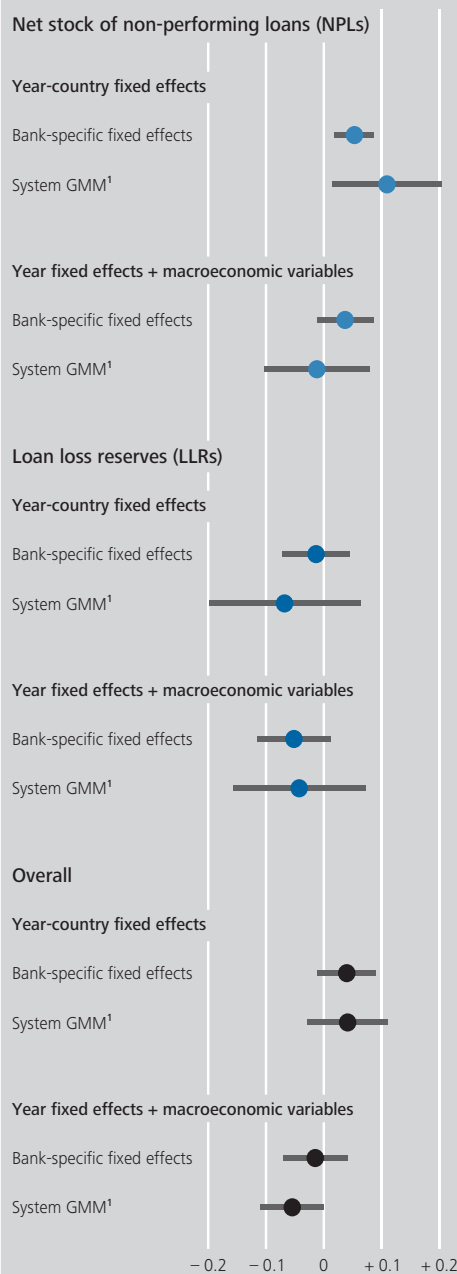 Net stock of non-performing loans (NPLs)
Year-country fixed effects
Bank-specific fixed effects
System GMM¹
Year fixed effects + macroeconomic variables
Bank-specific fixed effects
System GMM¹
Loan loss reserves (LLRs)
Year-country fixed effects
Bank-specific fixed effects
System GMM¹
Year fixed effects + macroeconomic variables
Bank-specific fixed effects
System GMM¹
Overall
Year-country fixed effects
Bank-specific fixed effects
System GMM¹
Year fixed effects + macroeconomic variables
Bank-specific fixed effects
System GMM¹
– 0.2 – 0.1 0 + 0.1 + 0.2